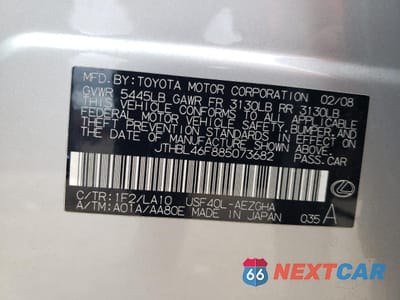 MFD. BY: TOYOTA MOTOR CORPORATION 02/08
GVWR 5445LB GAWR FR 3130LB RR 3130LB
THIS VEHICLE CONFORMS TO ALL APPLICABLE
FEDERAL MOTOR VEHICLE SAFETY, BUMPER, AND
THEFT PREVENTION STANDARDS IN EFFECT ON
THE DATE OF MANUFACTURE SHOWN ABOVE.
JTHBL46F885073682 PASS. CAR
C/TR: 1F2/LA10 USF40L-AEZGHA
A/TM: A01A/AA80E MADE IN JAPAN 035 A
66 NEXTCAR